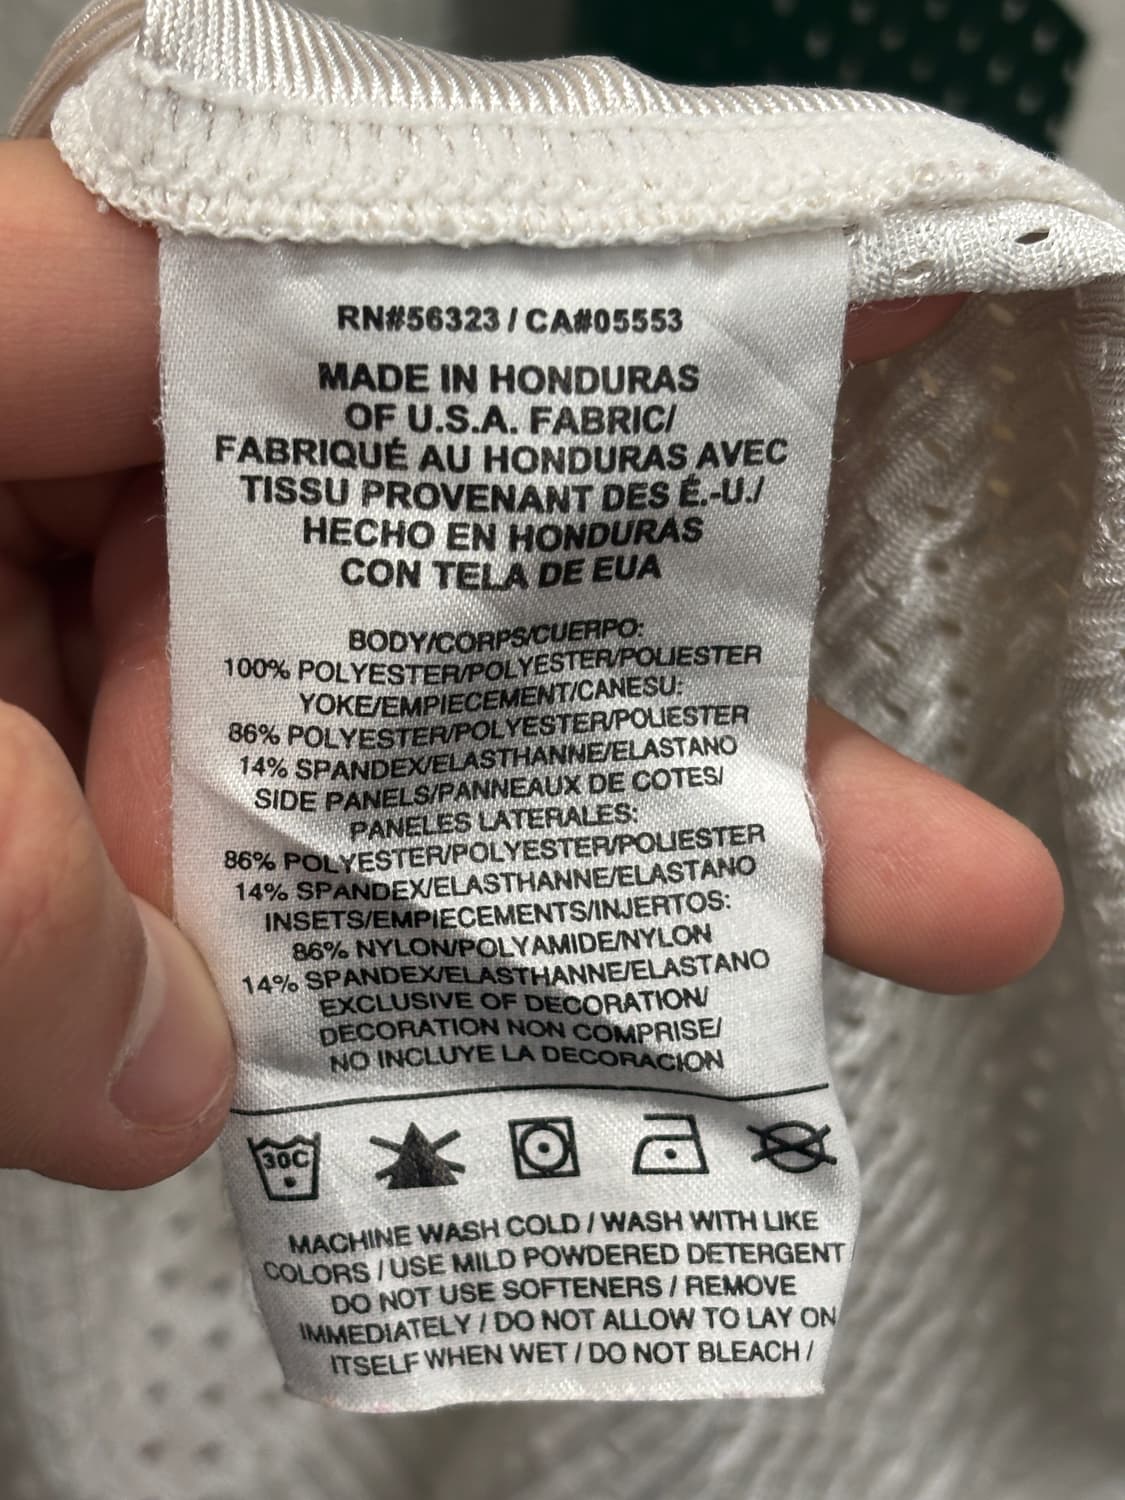 RN#56323 / CA#05553
MADE IN HONDURAS
OF U.S.A. FABRIC/
FABRIQUÉ AU HONDURAS AVEC
TISSU PROVENANT DES É.-U./
HECHO EN HONDURAS
CON TELA DE EUA
BODY/CORPS/CUERPO:
100% POLYESTER/POLYESTER/POLIESTER
YOKE/EMPIECEMENT/CANESU:
86% POLYESTER/POLYESTER/POLIESTER
14% SPANDEX/ELASTHANNE/ELASTANO
SIDE PANELS/PANNEAUX DE COTES/
PANELES LATERALES:
86% POLYESTER/POLYESTER/POLIESTER
14% SPANDEX/ELASTHANNE/ELASTANO
INSETS/EMPIECEMENTS/INJERTOS:
86% NYLON/POLYAMIDE/NYLON
14% SPANDEX/ELASTHANNE/ELASTANO
EXCLUSIVE OF DECORATION/
DECORATION NON COMPRISE/
NO INCLUYE LA DECORACION
30C
MACHINE WASH COLD / WASH WITH LIKE
COLORS / USE MILD POWDERED DETERGENT
DO NOT USE SOFTENERS / REMOVE
IMMEDIATELY / DO NOT ALLOW TO LAY ON
ITSELF WHEN WET / DO NOT BLEACH /